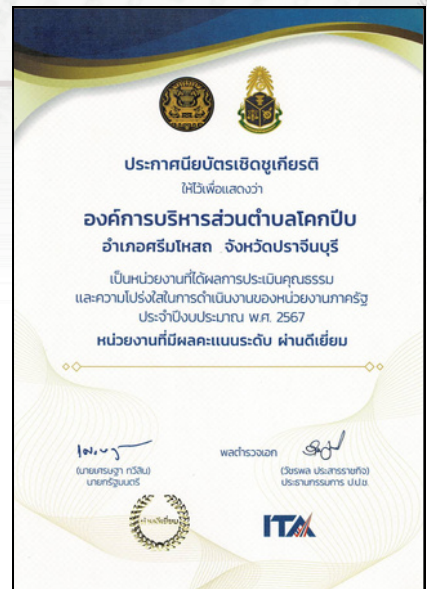 ประกาศนียบัตรเชิดชูเกียรติ
ให้ไว้เพื่อแสดงว่า
องค์การบริหารส่วนตำบลโคกปีบ
อำเภอศรีมโหสถ จังหวัดปราจีนบุรี
เป็นหน่วยงานที่ได้ผลการประเมินคุณธรรม
และความโปร่งใสในการดำเนินงานของหน่วยงานภาครัฐ
ประจำปีงบประมาณ พ.ศ. 2567
หน่วยงานที่มีผลคะแนนระดับ ผ่านดีเยี่ยม
(นายเศรษฐา ทวีสิน)
นายกรัฐมนตรี
พลตำรวจเอก
(วัชรพล ประสารราชกิจ)
ประธานกรรมการ ป.ป.ช.
ผ่านดีเยี่ยม
ITA